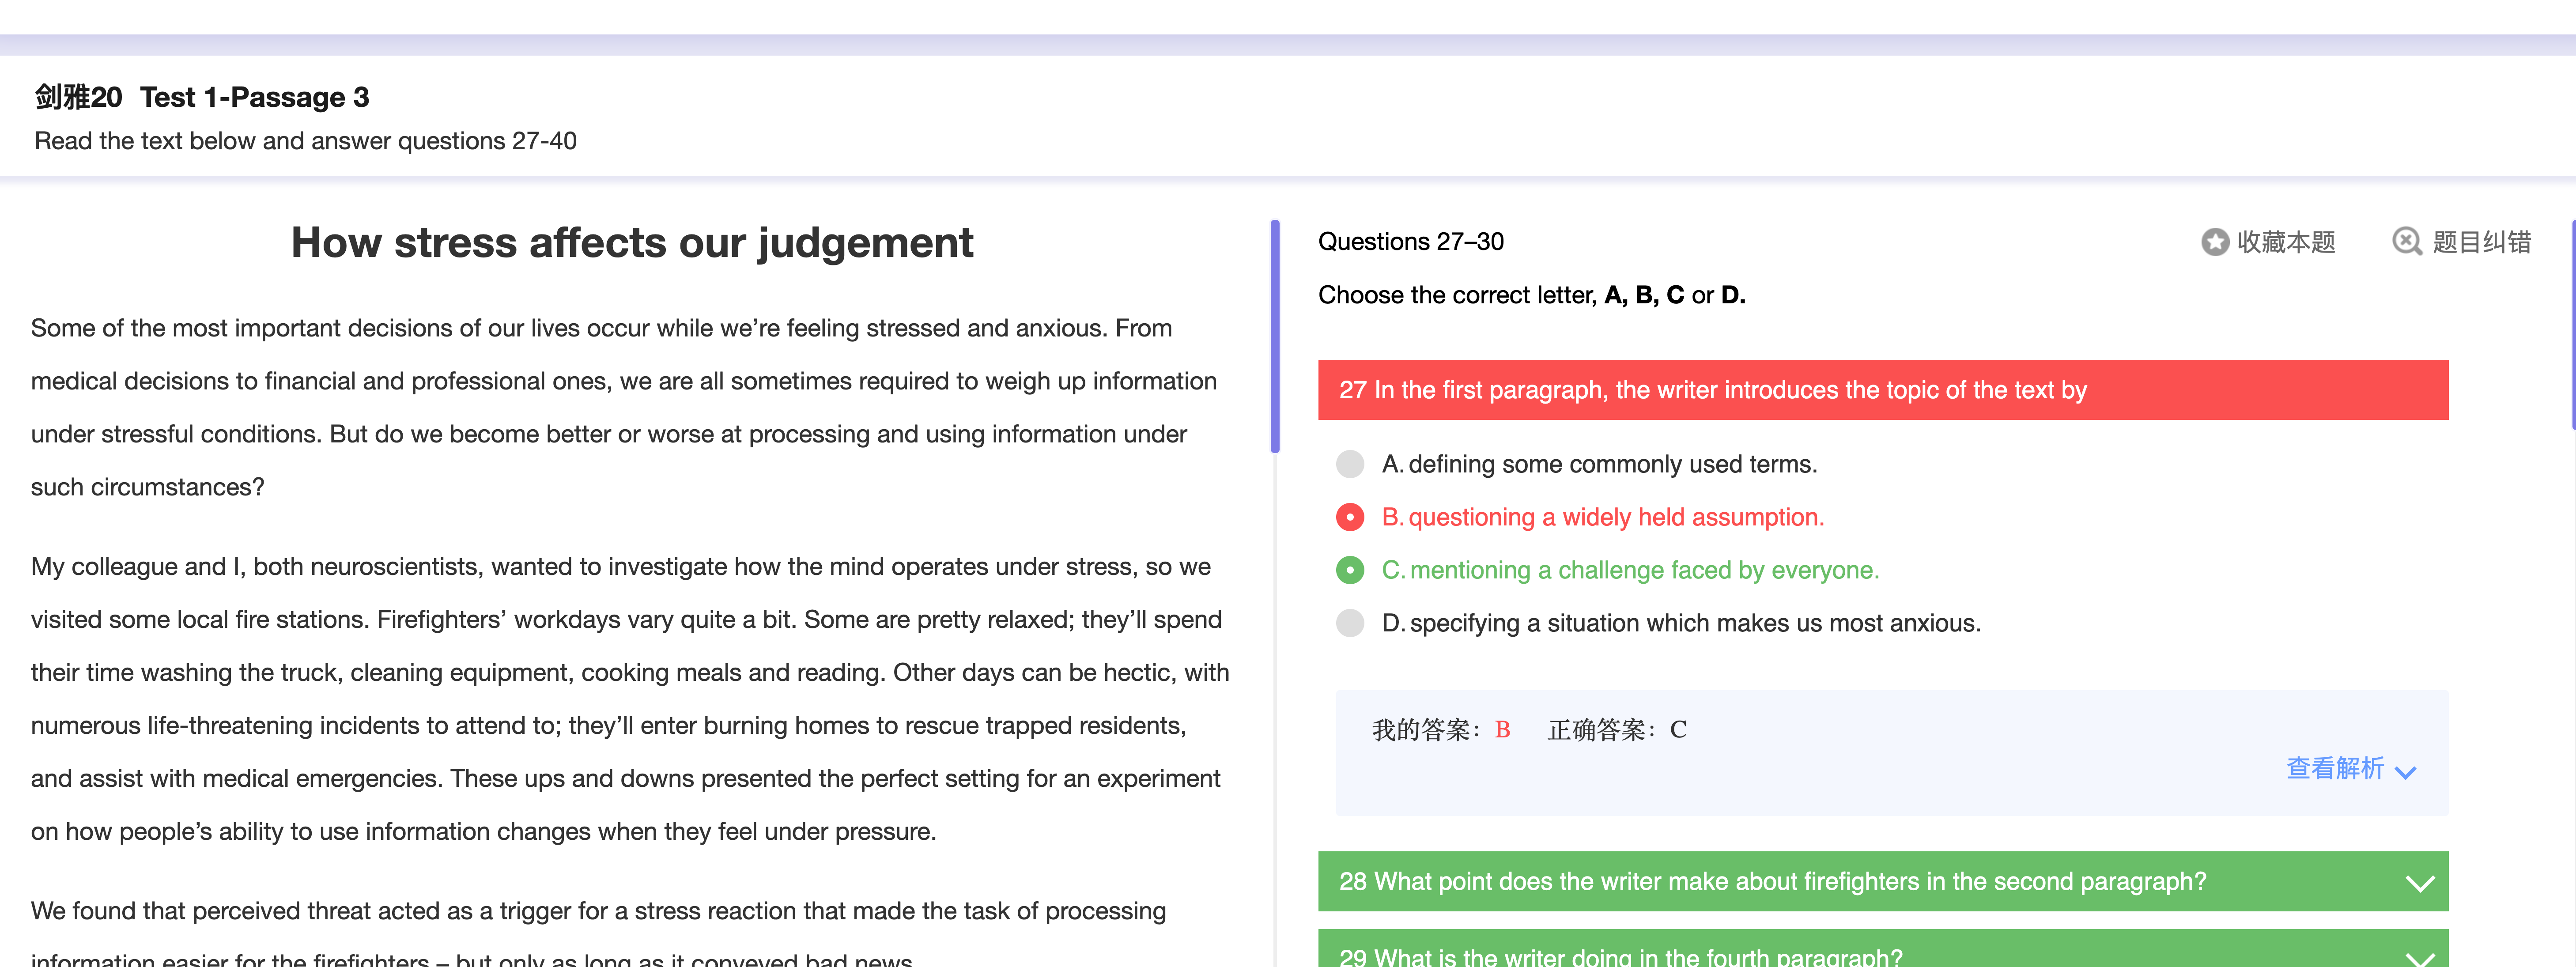 剑雅20 Test 1-Passage 3
Read the text below and answer questions 27-40
How stress affects our judgement
Some of the most important decisions of our lives occur while we’re feeling stressed and anxious. From
medical decisions to financial and professional ones, we are all sometimes required to weigh up information
under stressful conditions. But do we become better or worse at processing and using information under
such circumstances?
My colleague and I, both neuroscientists, wanted to investigate how the mind operates under stress, so we
visited some local fire stations. Firefighters’ workdays vary quite a bit. Some are pretty relaxed; they’ll spend
their time washing the truck, cleaning equipment, cooking meals and reading. Other days can be hectic, with
numerous life-threatening incidents to attend to; they’ll enter burning homes to rescue trapped residents,
and assist with medical emergencies. These ups and downs presented the perfect setting for an experiment
on how people’s ability to use information changes when they feel under pressure.
We found that perceived threat acted as a trigger for a stress reaction that made the task of processing
information easier for the firefighters – but only as long as it conveyed bad news.
Questions 27–30
收藏本题
题目纠错
Choose the correct letter, A, B, C or D.
27 In the first paragraph, the writer introduces the topic of the text by
A. defining some commonly used terms.
B. questioning a widely held assumption.
C. mentioning a challenge faced by everyone.
D. specifying a situation which makes us most anxious.
我的答案：B 正确答案：C
查看解析
28 What point does the writer make about firefighters in the second paragraph?
29 What is the writer doing in the fourth paragraph?